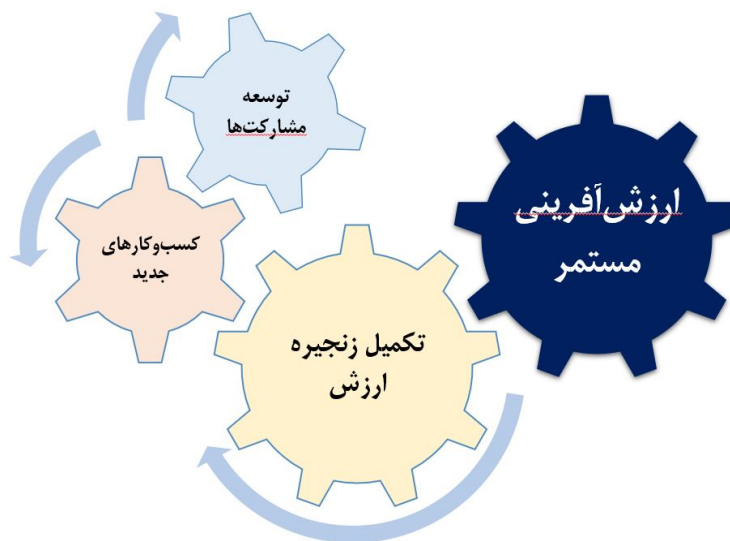 توسعه
مشارکت‌ها
ارزش‌آفرینی
مستمر
کسب‌وکارهای
جدید
تکمیل زنجیره
ارزش